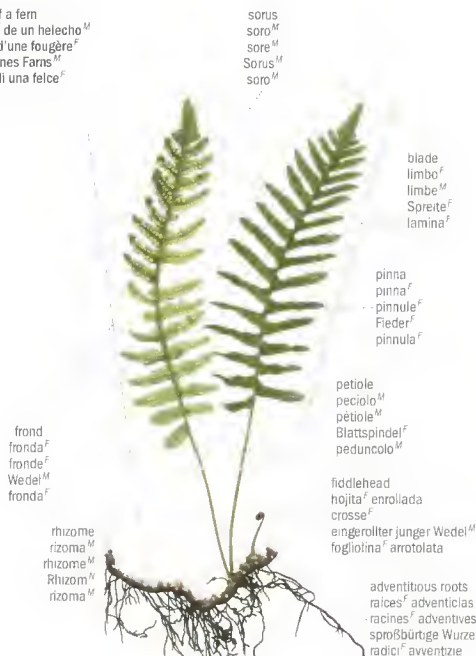 f a fern
de un helecho M
d'une fougère F
nes Farns M
li una felce F
sorus
soro M
sore M
Sorus M
soro M
blade
limbo F
limbe M
Spreite F
lamina F
pinna
pinna F
pinnule F
Fieder F
pinnula F
petiole
peciolo M
pétiole M
Blattspindel F
peduncolo M
frond
fronda F
fronde F
Wedel M
fronda F
fiddlehead
hojita F enrollada
crosse F
eingerollter junger Wedel M
fogliolina F arrotolata
rhizome
rizoma M
rhizome M
Rhizom N
rizoma M
adventitious roots
raíces F adventicias
racines F adventives
sproßbürtige Wurze
radici F avventizie